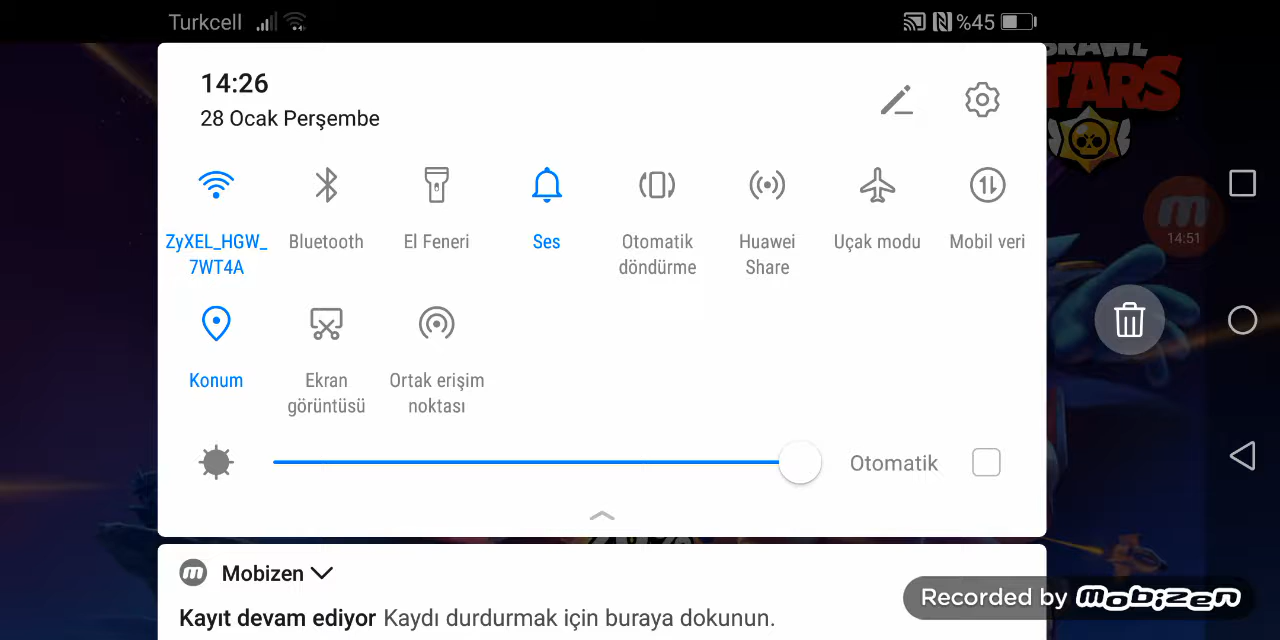 Turkcell
%45
14:26
28 Ocak Perşembe
BRAWL
STARS
ZyXEL_HGW_
7WT4A
Bluetooth
El Feneri
Ses
Otomatik
döndürme
Huawei
Share
Uçak modu
Mobil veri
14:51
Konum
Ekran
görüntüsü
Ortak erişim
noktası
Otomatik
Mobizen
Kayıt devam ediyor Kaydı durdurmak için buraya dokunun.
Recorded by mobizen